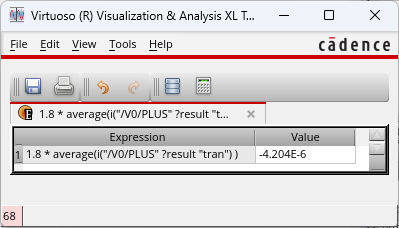 Virtuoso (R) Visualization & Analysis XL T...
File Edit View Tools Help
cādence
1.8 * average(i("/V0/PLUS" ?result "t...
Expression Value
1 1.8 * average(i("/V0/PLUS" ?result "tran") ) -4.204E-6
68